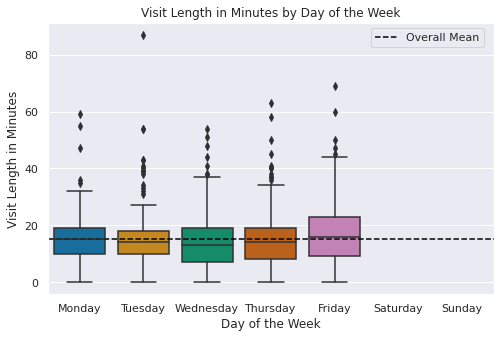 Visit Length in Minutes by Day of the Week
Overall Mean
Visit Length in Minutes
80
60
40
20
0
Monday Tuesday Wednesday Thursday Friday Saturday Sunday
Day of the Week